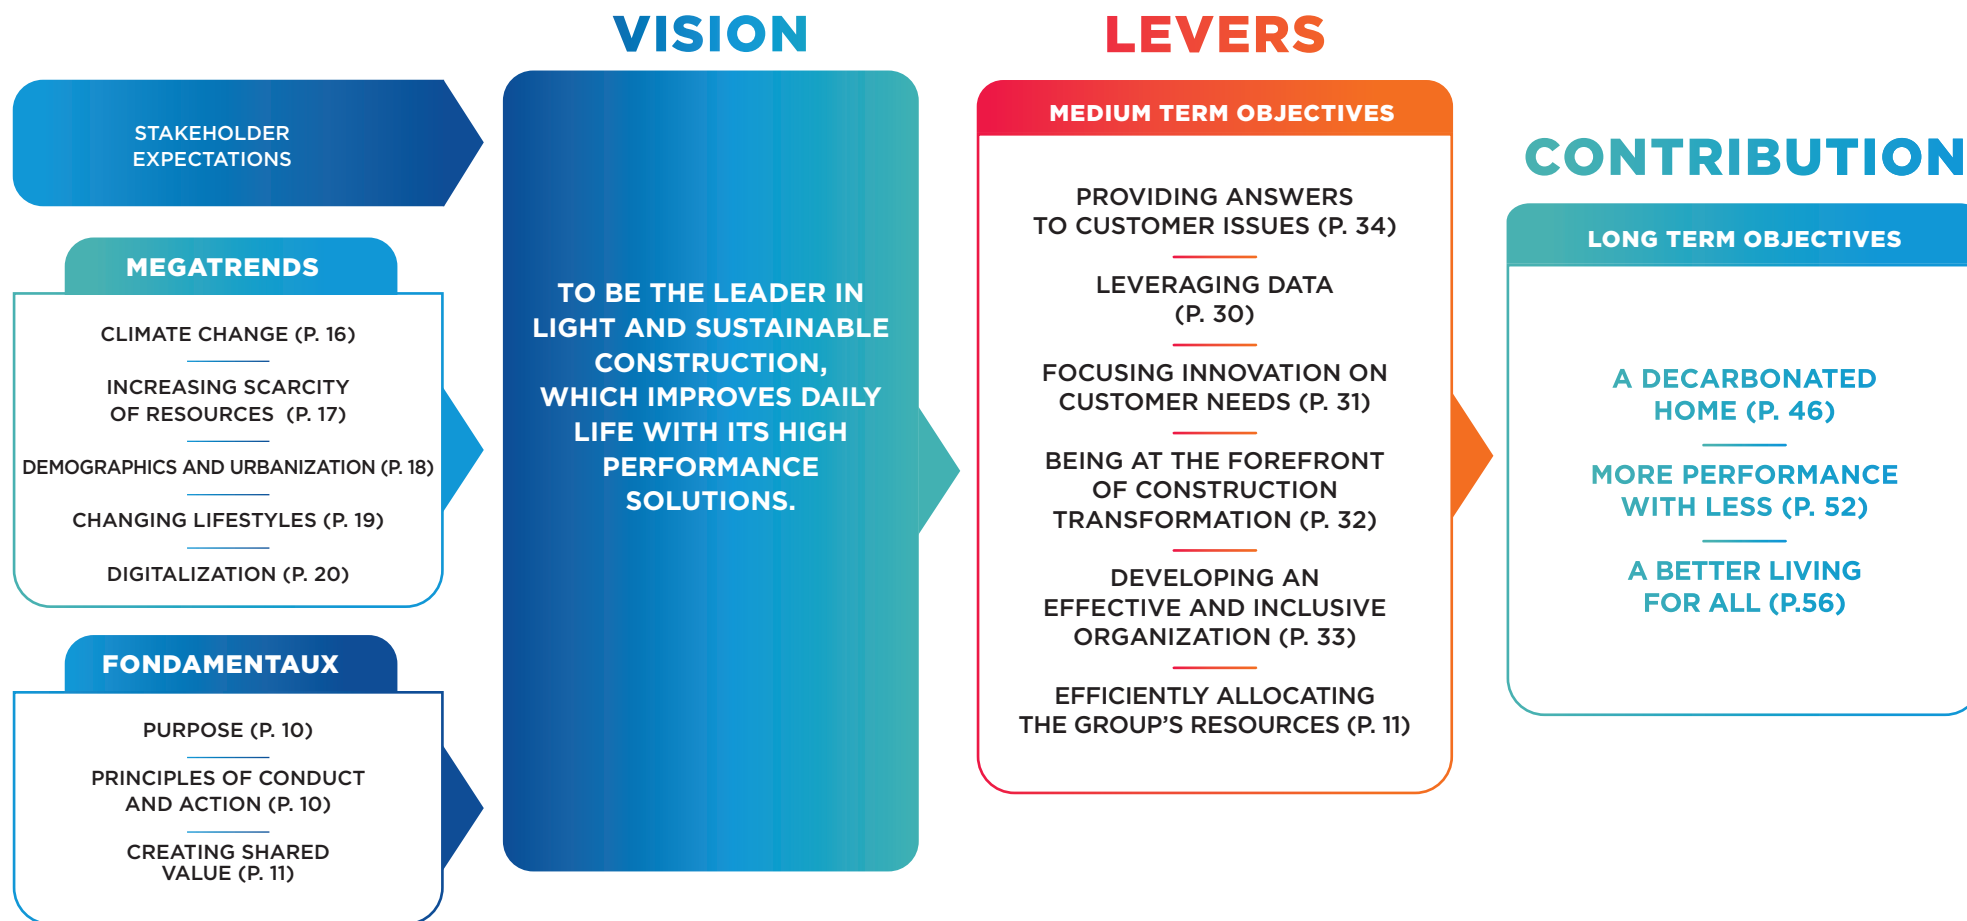 STAKEHOLDER
EXPECTATIONS
MEGATRENDS
CLIMATE CHANGE (P. 16)
INCREASING SCARCITY
OF RESOURCES (P. 17)
DEMOGRAPHICS AND URBANIZATION (P. 18)
CHANGING LIFESTYLES (P. 19)
DIGITALIZATION (P. 20)
FONDAMENTAUX
PURPOSE (P. 10)
PRINCIPLES OF CONDUCT
AND ACTION (P. 10)
CREATING SHARED
VALUE (P. 11)
VISION
TO BE THE LEADER IN
LIGHT AND SUSTAINABLE
CONSTRUCTION,
WHICH IMPROVES DAILY
LIFE WITH ITS HIGH
PERFORMANCE
SOLUTIONS.
LEVERS
MEDIUM TERM OBJECTIVES
PROVIDING ANSWERS
TO CUSTOMER ISSUES (P. 34)
LEVERAGING DATA
(P. 30)
FOCUSING INNOVATION ON
CUSTOMER NEEDS (P. 31)
BEING AT THE FOREFRONT
OF CONSTRUCTION
TRANSFORMATION (P. 32)
DEVELOPING AN
EFFECTIVE AND INCLUSIVE
ORGANIZATION (P. 33)
EFFICIENTLY ALLOCATING
THE GROUP'S RESOURCES (P. 11)
CONTRIBUTION
LONG TERM OBJECTIVES
A DECARBONATED
HOME (P. 46)
MORE PERFORMANCE
WITH LESS (P. 52)
A BETTER LIVING
FOR ALL (P.56)